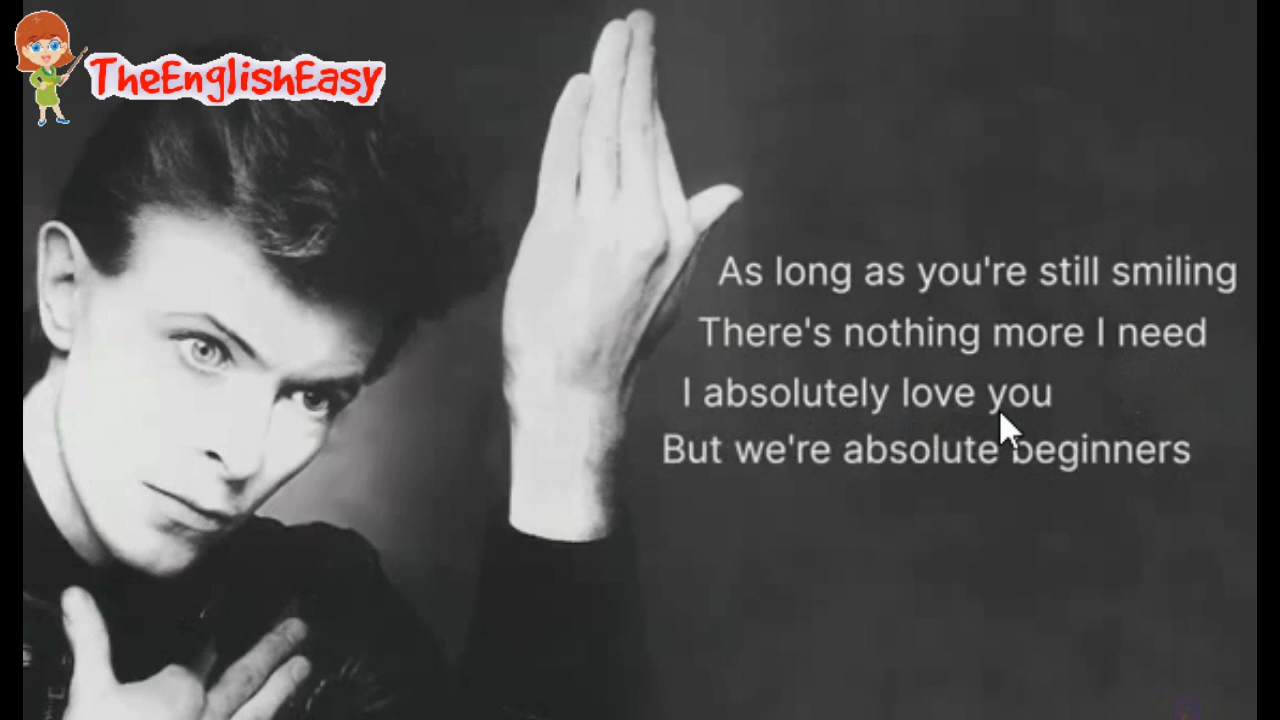 TheEnglishEasy
As long as you're still smiling
There's nothing more I need
I absolutely love you
But we're absolute beginners